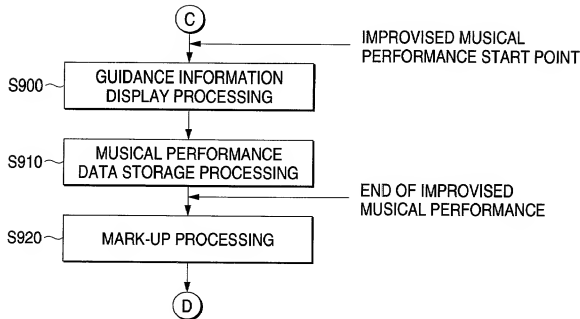 C
IMPROVISED MUSICAL
PERFORMANCE START POINT
S900
GUIDANCE INFORMATION
DISPLAY PROCESSING
S910
MUSICAL PERFORMANCE
DATA STORAGE PROCESSING
END OF IMPROVISED
MUSICAL PERFORMANCE
S920
MARK-UP PROCESSING
D